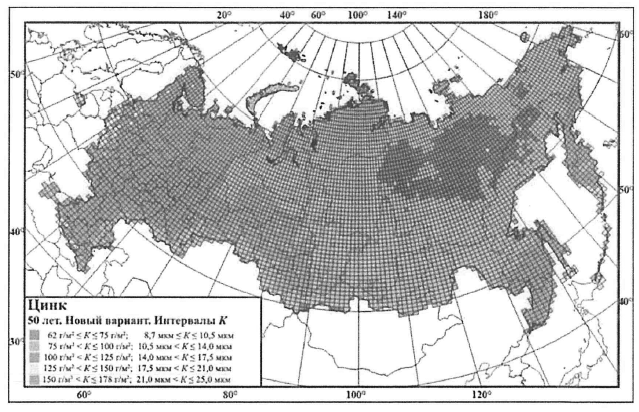 20° 40° 60° 100° 140° 180°
50° 60°
40° 40°
30°
60° 80° 100° 120°
Цинк
50 лет. Новый вариант. Интервалы K
62 г/м² ≤ K ≤ 75 г/м²; 8,7 мкм ≤ K ≤ 10,5 мкм
75 г/м² < K ≤ 100 г/м²; 10,5 мкм < K ≤ 14,0 мкм
100 г/м² < K ≤ 125 г/м²; 14,0 мкм < K ≤ 17,5 мкм
125 г/м² < K ≤ 150 г/м²; 17,5 мкм < K ≤ 21,0 мкм
150 г/м² < K ≤ 178 г/м²; 21,0 мкм < K ≤ 25,0 мкм